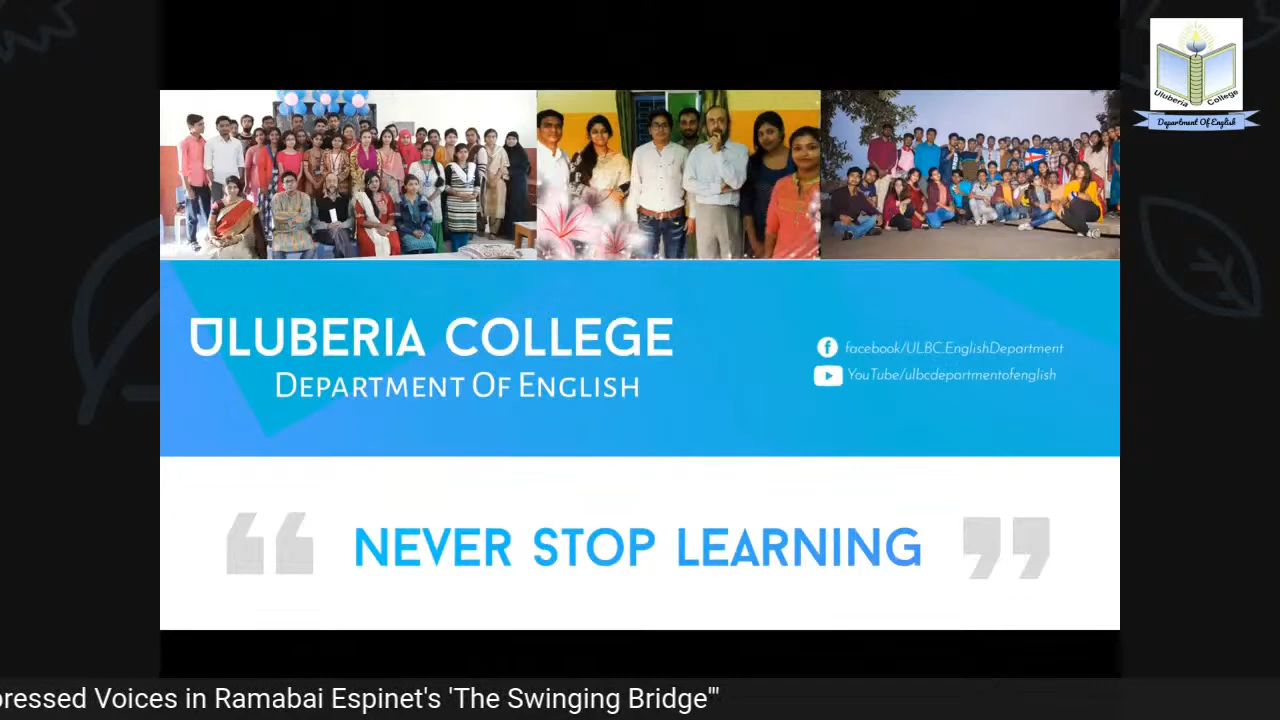 Uluberia College
Department Of English
ULUBERIA COLLEGE
DEPARTMENT OF ENGLISH
facebook/ULBC.EnglishDepartment
YouTube/ulbcdepartmentofenglish
“ NEVER STOP LEARNING ”
pressed Voices in Ramabai Espinet's 'The Swinging Bridge'"